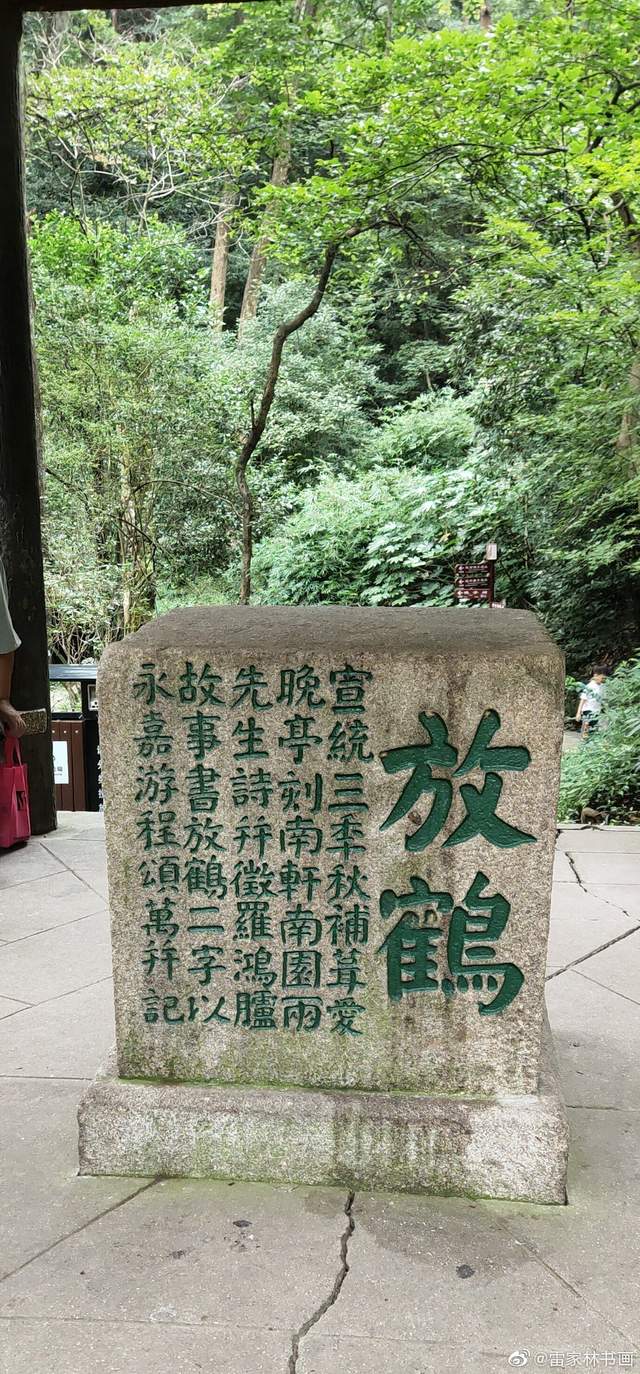 放鶴
宣統三年秋補葺愛
晚亭刻南軒南園兩
先生詩并徵羅鴻臚
故事書放鶴二字以
永嘉游程頌萬并記
@雷家林书画